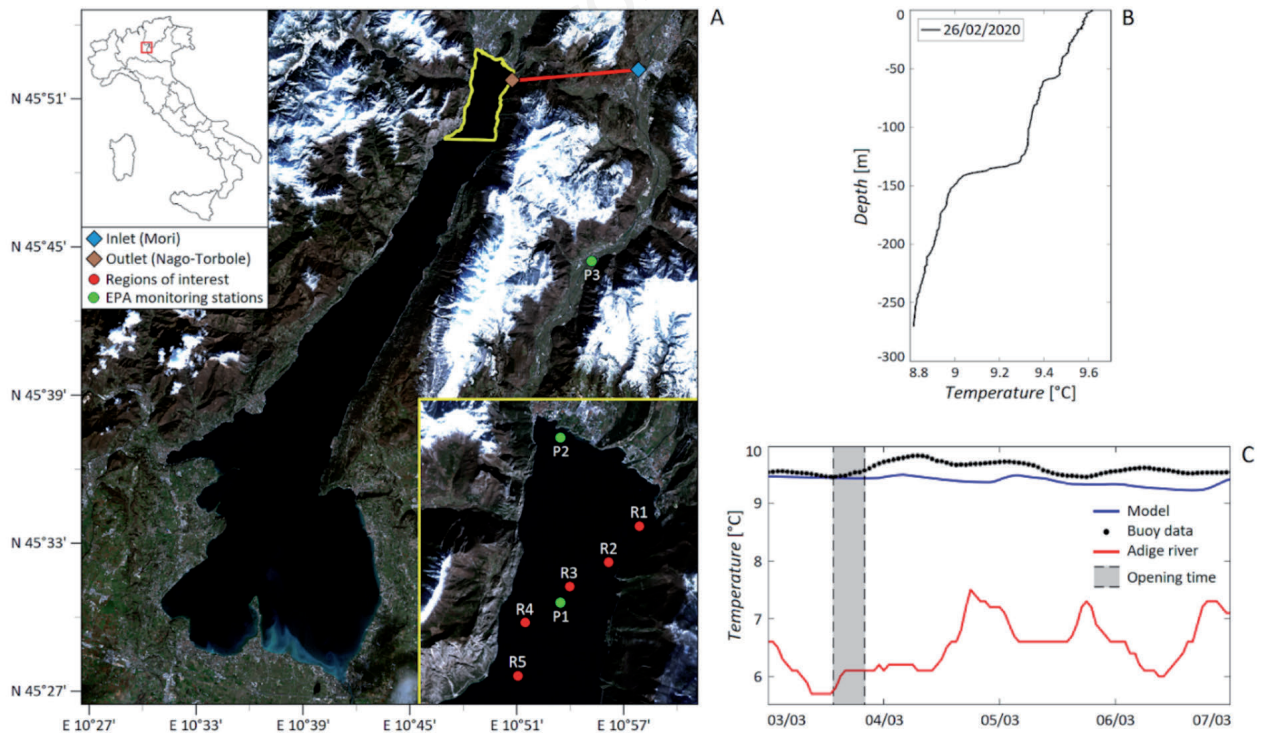 A
N 45°51'
N 45°45'
N 45°39'
N 45°33'
N 45°27'
E 10°27'
E 10°33'
E 10°39'
E 10°45'
E 10°51'
E 10°57'
Inlet (Mori)
Outlet (Nago-Torbole)
Regions of interest
EPA monitoring stations
P3
P2
R1
R2
R3
P1
R4
R5
B
26/02/2020
Depth [m]
0
-50
-100
-150
-200
-250
-300
8.8 9 9.2 9.4 9.6
Temperature [°C]
C
Temperature [°C]
10
9
8
7
6
Model
Buoy data
Adige river
Opening time
03/03 04/03 05/03 06/03 07/03